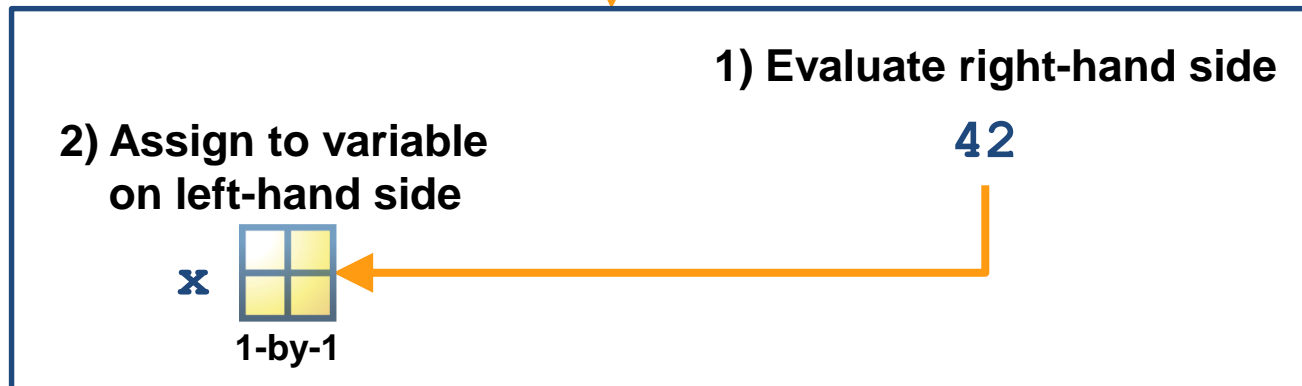 1) Evaluate right-hand side
42
2) Assign to variable
on left-hand side
x
1-by-1